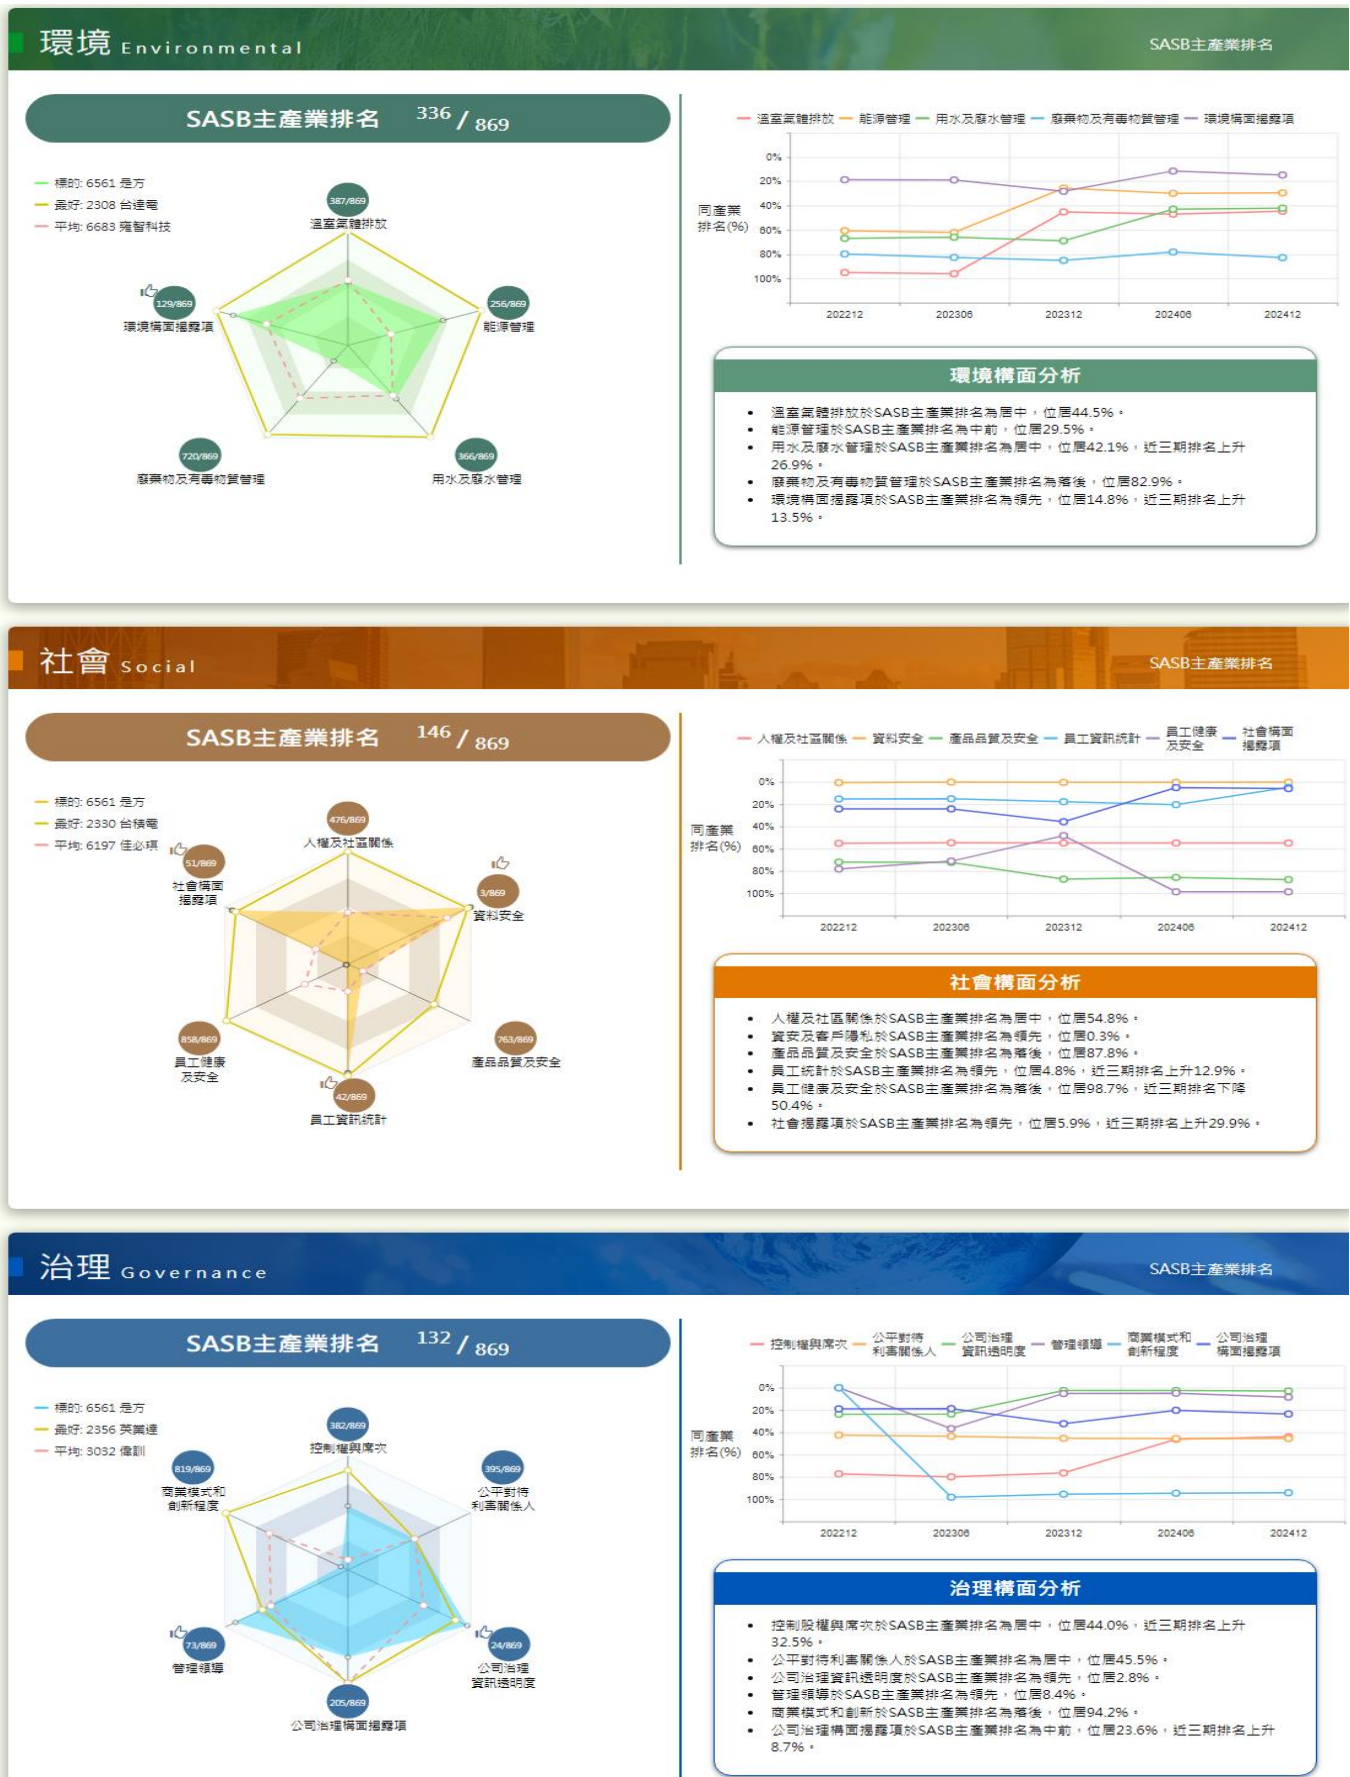 環境 Environmental
SASB主產業排名
SASB主產業排名 336 / 869
標的: 6561 是方
最好: 2308 台達電
平均: 6683 雍智科技
387/869
溫室氣體排放
256/869
能源管理
366/869
用水及廢水管理
720/869
廢棄物及有毒物質管理
129/869
環境構面揭露項
溫室氣體排放 能源管理 用水及廢水管理 廢棄物及有毒物質管理 環境構面揭露項
同產業
排名(%)
0%
20%
40%
60%
80%
100%
202212 202306 202312 202406 202412
環境構面分析
• 溫室氣體排放於SASB主產業排名為居中，位居44.5%。
• 能源管理於SASB主產業排名為中前，位居29.5%。
• 用水及廢水管理於SASB主產業排名為居中，位居42.1%，近三期排名上升
26.9%。
• 廢棄物及有毒物質管理於SASB主產業排名為落後，位居82.9%。
• 環境構面揭露項於SASB主產業排名為領先，位居14.8%，近三期排名上升
13.5%。
社會 Social
SASB主產業排名
SASB主產業排名 146 / 869
標的: 6561 是方
最好: 2330 台積電
平均: 6197 佳必琪
476/869
人權及社區關係
3/869
資料安全
763/869
產品品質及安全
42/869
員工資訊統計
858/869
員工健康
及安全
51/869
社會構面
揭露項
人權及社區關係 資料安全 產品品質及安全 員工資訊統計 員工健康
及安全 社會構面
揭露項
同產業
排名(%)
0%
20%
40%
60%
80%
100%
202212 202306 202312 202406 202412
社會構面分析
• 人權及社區關係於SASB主產業排名為居中，位居54.8%。
• 資安及客戶隱私於SASB主產業排名為領先，位居0.3%。
• 產品品質及安全於SASB主產業排名為落後，位居87.8%。
• 員工統計於SASB主產業排名為領先，位居4.8%，近三期排名上升12.9%。
• 員工健康及安全於SASB主產業排名為落後，位居98.7%，近三期排名下降
50.4%。
• 社會揭露項於SASB主產業排名為領先，位居5.9%，近三期排名上升29.9%。
治理 Governance
SASB主產業排名
SASB主產業排名 132 / 869
標的: 6561 是方
最好: 2356 英業達
平均: 3032 偉訓
382/869
控制權與席次
395/869
公平對待
利害關係人
24/869
公司治理
資訊透明度
205/869
公司治理構面揭露項
73/869
管理領導
819/869
商業模式和
創新程度
控制權與席次 公平對待
利害關係人 公司治理
資訊透明度 管理領導 商業模式和
創新程度 公司治理
構面揭露項
同產業
排名(%)
0%
20%
40%
60%
80%
100%
202212 202306 202312 202406 202412
治理構面分析
• 控制股權與席次於SASB主產業排名為居中，位居44.0%，近三期排名上升
32.5%。
• 公平對待利害關係人於SASB主產業排名為居中，位居45.5%。
• 公司治理資訊透明度於SASB主產業排名為領先，位居2.8%。
• 管理領導於SASB主產業排名為領先，位居8.4%。
• 商業模式和創新於SASB主產業排名為落後，位居94.2%。
• 公司治理構面揭露項於SASB主產業排名為中前，位居23.6%，近三期排名上升
8.7%。